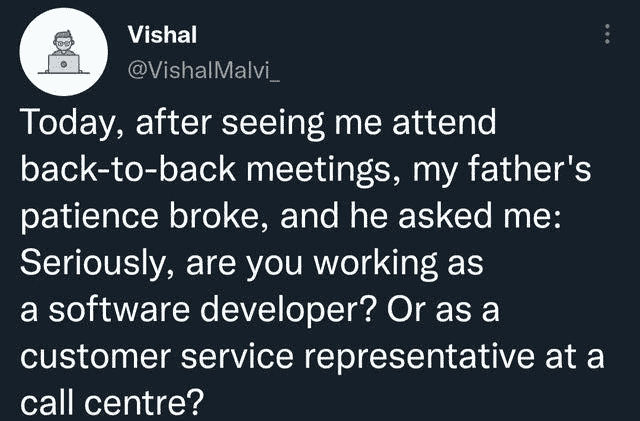 Vishal
@VishalMalvi_
Today, after seeing me attend
back-to-back meetings, my father's
patience broke, and he asked me:
Seriously, are you working as
a software developer? Or as a
customer service representative at a
call centre?